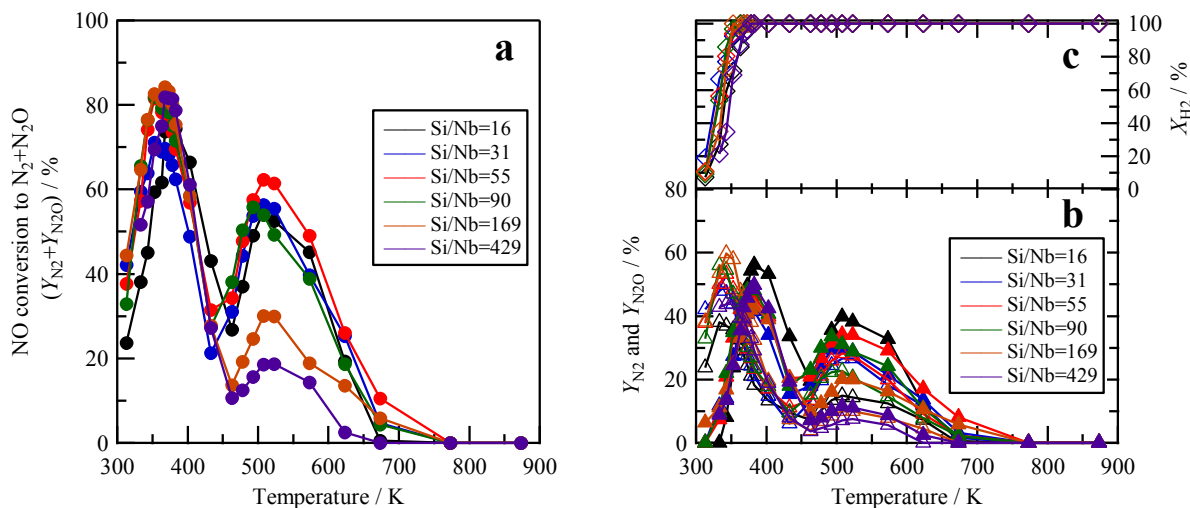 100
80
60
40
20
0
NO conversion to N2+N2O
(YN2+YN2O) / %
a
Si/Nb=16
Si/Nb=31
Si/Nb=55
Si/Nb=90
Si/Nb=169
Si/Nb=429
300 400 500 600 700 800 900
Temperature / K
c
100
80
60
40
20
0
XH2 / %
80
60
40
20
0
YN2 and YN2O / %
b
Si/Nb=16
Si/Nb=31
Si/Nb=55
Si/Nb=90
Si/Nb=169
Si/Nb=429
300 400 500 600 700 800 900
Temperature / K